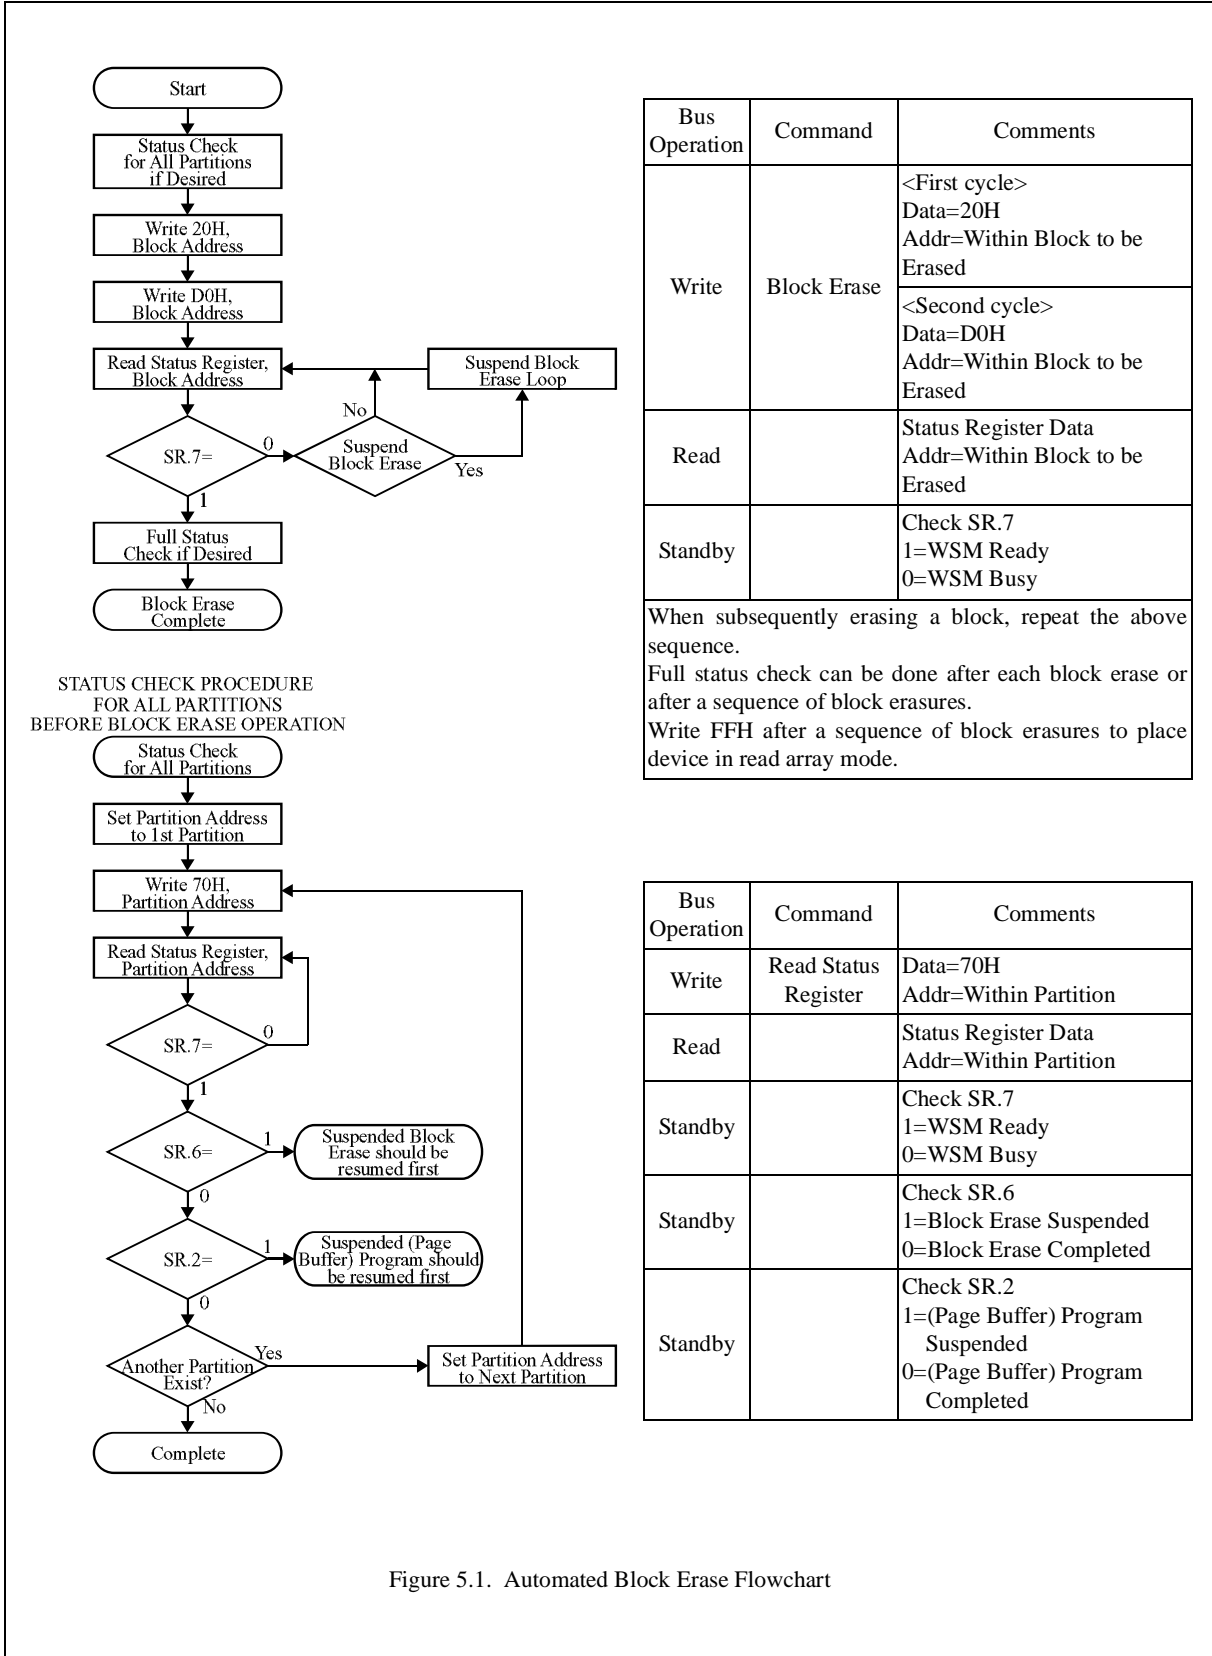 Start
Status Check
for All Partitions
if Desired
Write 20H,
Block Address
Write D0H,
Block Address
Read Status Register,
Block Address
Suspend Block
Erase Loop
No
SR.7=
0
Suspend
Block Erase
Yes
1
Full Status
Check if Desired
Block Erase
Complete
Bus
Operation
Command
Comments
Write
Block Erase
<First cycle>
Data=20H
Addr=Within Block to be
Erased
<Second cycle>
Data=D0H
Addr=Within Block to be
Erased
Read
Status Register Data
Addr=Within Block to be
Erased
Standby
Check SR.7
1=WSM Ready
0=WSM Busy
When subsequently erasing a block, repeat the above
sequence.
Full status check can be done after each block erase or
after a sequence of block erasures.
Write FFH after a sequence of block erasures to place
device in read array mode.
STATUS CHECK PROCEDURE
FOR ALL PARTITIONS
BEFORE BLOCK ERASE OPERATION
Status Check
for All Partitions
Set Partition Address
to 1st Partition
Write 70H,
Partition Address
Read Status Register,
Partition Address
SR.7=
0
1
SR.6=
1
Suspended Block
Erase should be
resumed first
0
SR.2=
1
Suspended (Page
Buffer) Program should
be resumed first
0
Another Partition
Exist?
Yes
Set Partition Address
to Next Partition
No
Complete
Bus
Operation
Command
Comments
Write
Read Status
Register
Data=70H
Addr=Within Partition
Read
Status Register Data
Addr=Within Partition
Standby
Check SR.7
1=WSM Ready
0=WSM Busy
Standby
Check SR.6
1=Block Erase Suspended
0=Block Erase Completed
Standby
Check SR.2
1=(Page Buffer) Program
Suspended
0=(Page Buffer) Program
Completed
Figure 5.1. Automated Block Erase Flowchart